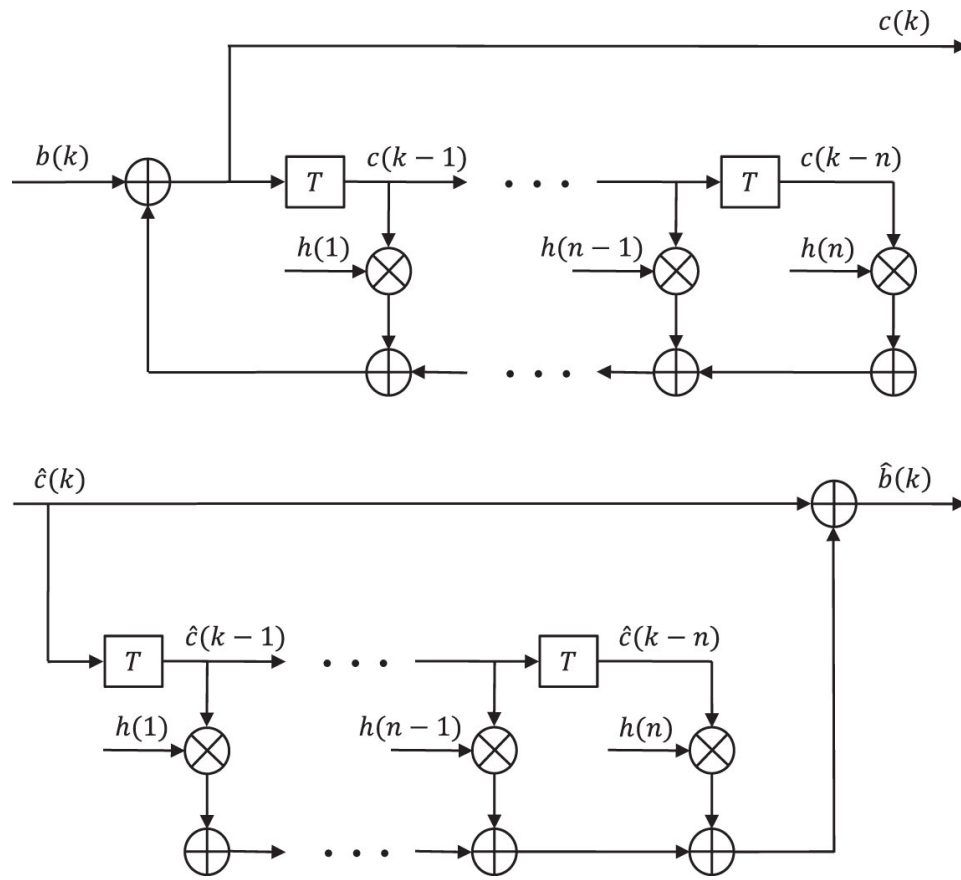 c(k)
b(k)
T
c(k − 1)
. . .
T
c(k − n)
h(1)
h(n − 1)
h(n)
. . .
ĉ(k)
b̂(k)
T
ĉ(k − 1)
. . .
T
ĉ(k − n)
h(1)
h(n − 1)
h(n)
. . .